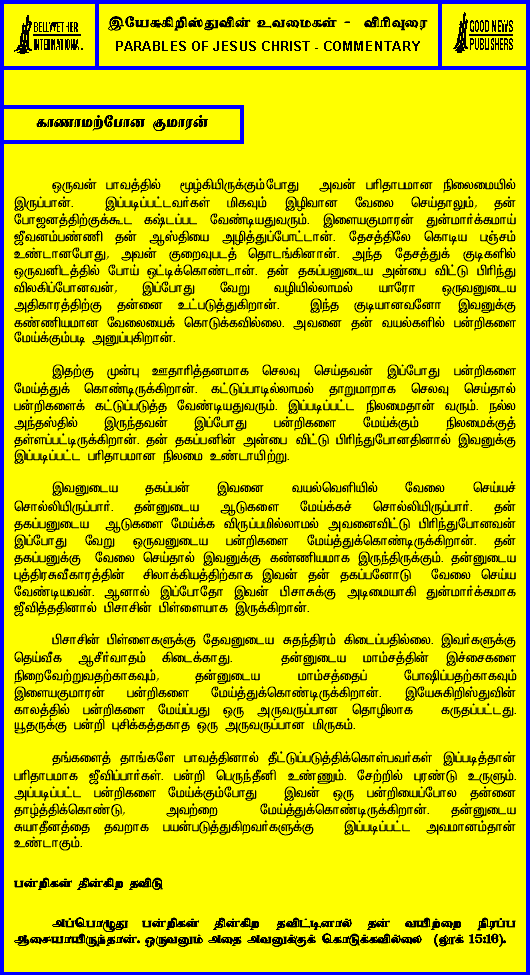 BELLWETHER
INTERNATIONAL
இயேசுகிறிஸ்துவின் உவமைகள் - விரிவுரை
PARABLES OF JESUS CHRIST - COMMENTARY
GOOD NEWS
PUBLISHERS
காணாமற்போன குமாரன்
ஒருவன் பாவத்தில் மூழ்கியிருக்கும்போது அவன் பரிதாபமான நிலைமையில்
இருப்பான். இப்படிப்பட்டவர்கள் மிகவும் இழிவான வேலை செய்தாலும், தன்
போஜனத்திற்குக்கூட கஷ்டப்பட வேண்டியதுவரும். இளையகுமாரன் துன்மார்க்கமாய்
ஜீவனம்பண்ணி தன் ஆஸ்தியை அழித்துப்போட்டான். தேசத்திலே கொடிய பஞ்சம்
உண்டானபோது, அவன் குறைவுபடத் தொடங்கினான். அந்த தேசத்துக் குடிகளில்
ஒருவனிடத்தில் போய் ஒட்டிக்கொண்டான். தன் தகப்பனுடைய அன்பை விட்டு பிரிந்து
விலகிப்போனவன், இப்போது வேறு வழியில்லாமல் யாரோ ஒருவனுடைய
அதிகாரத்திற்கு தன்னை உட்படுத்துகிறான். இந்த குடியானவனோ இவனுக்கு
கண்ணியமான வேலையைக் கொடுக்கவில்லை. அவனை தன் வயல்களில் பன்றிகளை
மேய்க்கும்படி அனுப்புகிறான்.
இதற்கு முன்பு ஊதாரித்தனமாக செலவு செய்தவன் இப்போது பன்றிகளை
மேய்த்துக் கொண்டிருக்கிறான். கட்டுப்பாடில்லாமல் தாறுமாறாக செலவு செய்தால்
பன்றிகளைக் கட்டுப்படுத்த வேண்டியதுவரும். இப்படிப்பட்ட நிலமைதான் வரும். நல்ல
அந்தஸ்தில் இருந்தவன் இப்போது பன்றிகளை மேய்க்கும் நிலமைக்குத்
தள்ளப்பட்டிருக்கிறான். தன் தகப்பனின் அன்பை விட்டு பிரிந்துபோனதினால் இவனுக்கு
இப்படிப்பட்ட பரிதாபமான நிலமை உண்டாயிற்று.
இவனுடைய தகப்பன் இவனை வயல்வெளியில் வேலை செய்யச்
சொல்லியிருப்பார். தன்னுடைய ஆடுகளை மேய்க்கச் சொல்லியிருப்பார். தன்
தகப்பனுடைய ஆடுகளை மேய்க்க விருப்பமில்லாமல் அவனைவிட்டு பிரிந்துபோனவன்
இப்போது வேறு ஒருவனுடைய பன்றிகளை மேய்த்துக்கொண்டிருக்கிறான். தன்
தகப்பனுக்கு வேலை செய்தால் இவனுக்கு கண்ணியமாக இருந்திருக்கும். தன்னுடைய
புத்திரசுவீகாரத்தின் சிலாக்கியத்திற்காக இவன் தன் தகப்பனோடு வேலை செய்ய
வேண்டியவன். ஆனால் இப்போதோ இவன் பிசாசுக்கு அடிமையாகி துன்மார்க்கமாக
ஜீவித்ததினால் பிசாசின் பிள்ளையாக இருக்கிறான்.
பிசாசின் பிள்ளைகளுக்கு தேவனுடைய சுதந்திரம் கிடைப்பதில்லை. இவர்களுக்கு
தெய்வீக ஆசீர்வாதம் கிடைக்காது. தன்னுடைய மாம்சத்தின் இச்சைகளை
நிறைவேற்றுவதற்காகவும், தன்னுடைய மாம்சத்தைப் போஷிப்பதற்காகவும்
இளையகுமாரன் பன்றிகளை மேய்த்துக்கொண்டிருக்கிறான். இயேசுகிறிஸ்துவின்
காலத்தில் பன்றிகளை மேய்ப்பது ஒரு அருவருப்பான தொழிலாக கருதப்பட்டது.
யூதருக்கு பன்றி புசிக்கத்தகாத ஒரு அருவருப்பான மிருகம்.
தங்களைத் தாங்களே பாவத்தினால் தீட்டுப்படுத்திக்கொள்பவர்கள் இப்படித்தான்
பரிதாபமாக ஜீவிப்பார்கள். பன்றி பெருந்தீனி உண்ணும். சேற்றில் புரண்டு உருளும்.
அப்படிப்பட்ட பன்றிகளை மேய்க்கும்போது இவன் ஒரு பன்றியைப்போல தன்னை
தாழ்த்திக்கொண்டு, அவற்றை மேய்த்துக்கொண்டிருக்கிறான். தன்னுடைய
சுயாதீனத்தை தவறாக பயன்படுத்துகிறவர்களுக்கு இப்படிப்பட்ட அவமானம்தான்
உண்டாகும்.
பன்றிகள் தின்கிற தவிடு
அப்பொழுது பன்றிகள் தின்கிற தவிட்டினால் தன் வயிற்றை நிரப்ப
ஆசையாயிருந்தான். ஒருவனும் அதை அவனுக்குக் கொடுக்கவில்லை (லூக் 15:16).